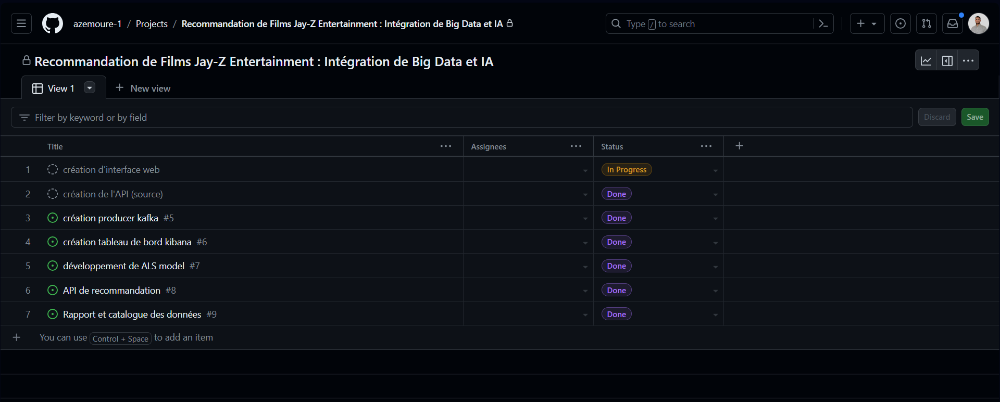 azemoure-1 / Projects / Recommandation de Films Jay-Z Entertainment : Intégration de Big Data et IA
Type / to search
Recommandation de Films Jay-Z Entertainment : Intégration de Big Data et IA
View 1
New view
Filter by keyword or by field
Discard
Save
Title Assignees Status
1 création d'interface web In Progress
2 création de l'API (source) Done
3 création producer kafka #5 Done
4 création tableau de bord kibana #6 Done
5 développement de ALS model #7 Done
6 API de recommandation #8 Done
7 Rapport et catalogue des données #9 Done
You can use Control + Space to add an item